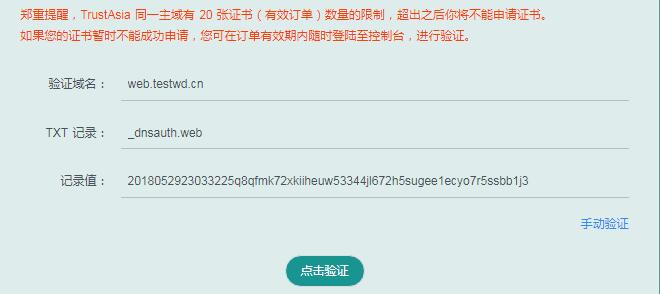 郑重提醒，TrustAsia 同一主域有 20 张证书（有效订单）数量的限制，超出之后你将不能申请证书。
如果您的证书暂时不能成功申请，您可在订单有效期内随时登陆至控制台，进行验证。
验证域名： web.testwd.cn
TXT 记录： _dnsauth.web
记录值： 2018052923033225q8qfmk72xkiiheuw53344jl672h5sugee1ecyo7r5ssbb1j3
手动验证
点击验证